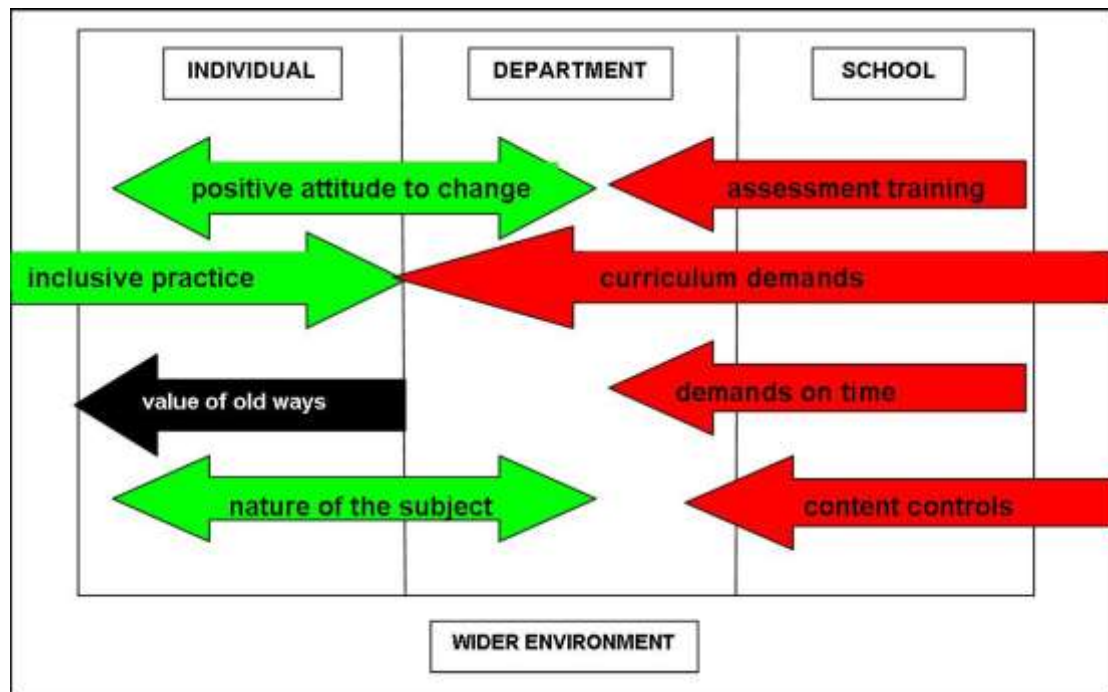 INDIVIDUAL
DEPARTMENT
SCHOOL
positive attitude to change
assessment training
inclusive practice
curriculum demands
value of old ways
demands on time
nature of the subject
content controls
WIDER ENVIRONMENT